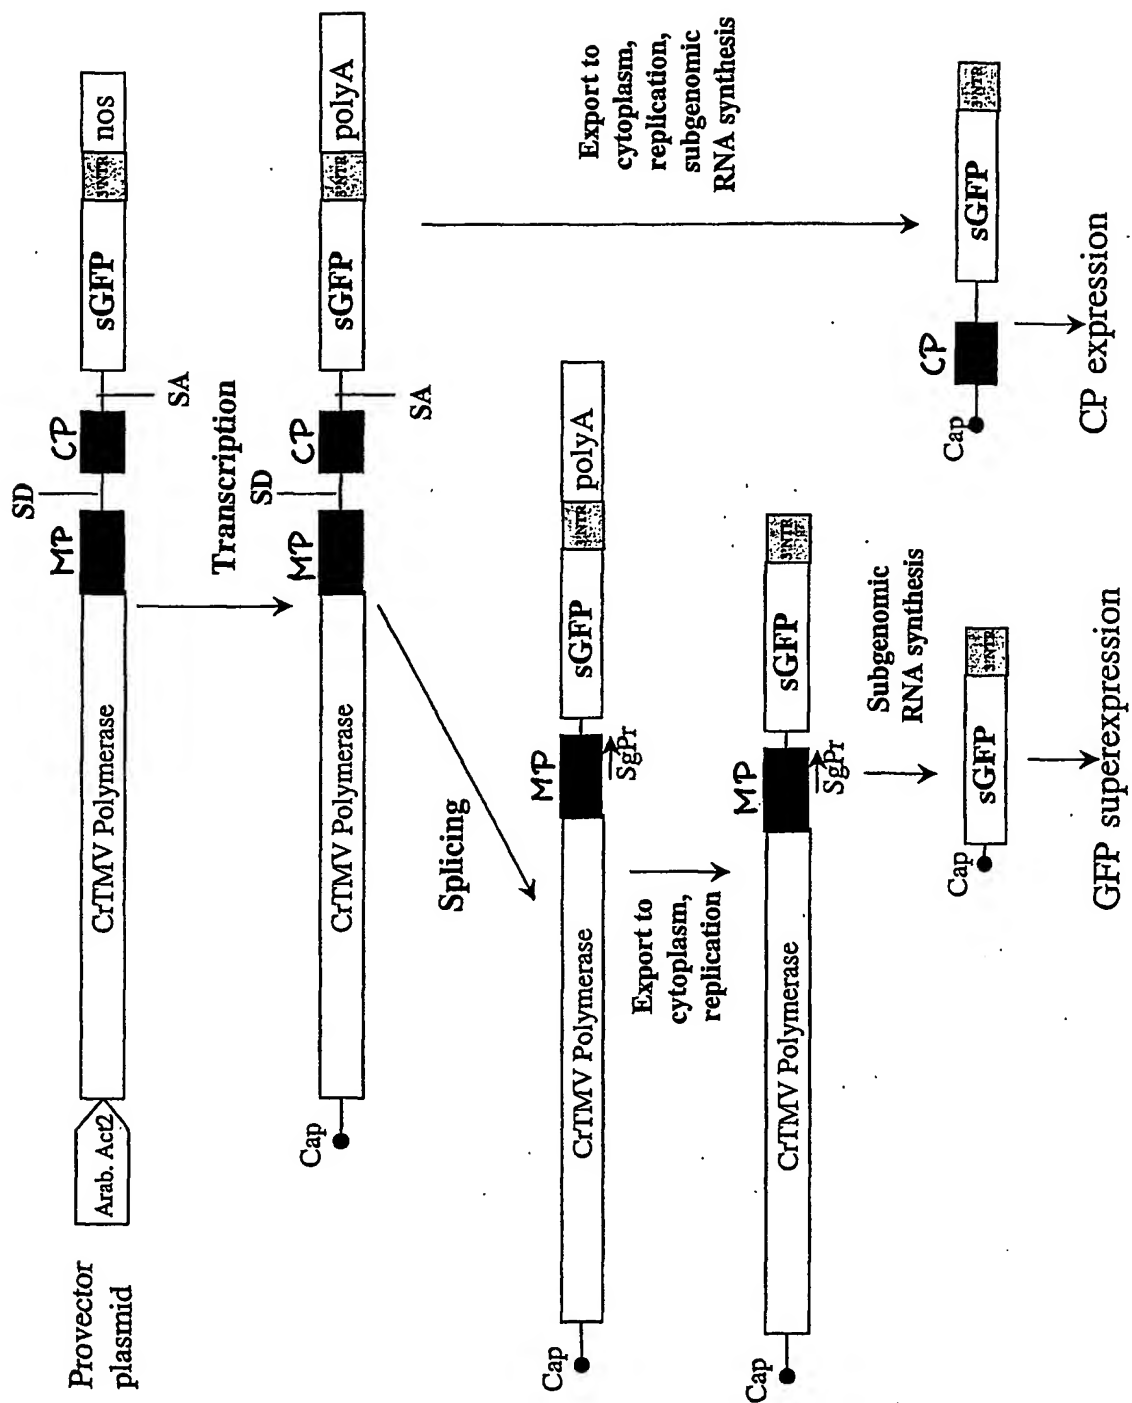 Provector
plasmid
Arab. Act2
CrTMV Polymerase
MP
SD
CP
SA
sGFP
3'NTR
nos
Transcription
Cap
CrTMV Polymerase
MP
SD
CP
SA
sGFP
3'NTR
polyA
Splicing
Export to
cytoplasm,
replication,
subgenomic
RNA synthesis
Cap
CrTMV Polymerase
MP
SgPr
sGFP
3'NTR
polyA
Export to
cytoplasm,
replication
Cap
CrTMV Polymerase
MP
SgPr
sGFP
3'NTR
Subgenomic
RNA synthesis
Cap
sGFP
3'NTR
GFP superexpression
Cap
CP
sGFP
3'NTR
CP expression